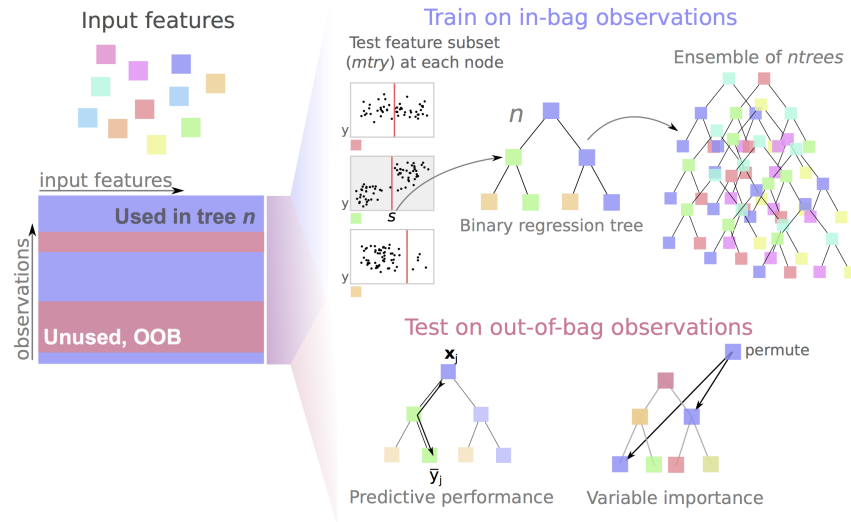 Input features
input features
observations
Used in tree n
Unused, OOB
Train on in-bag observations
Test feature subset
(mtry) at each node
y
y
s
y
n
Binary regression tree
Ensemble of ntrees
Test on out-of-bag observations
xj
y̅j
Predictive performance
permute
Variable importance